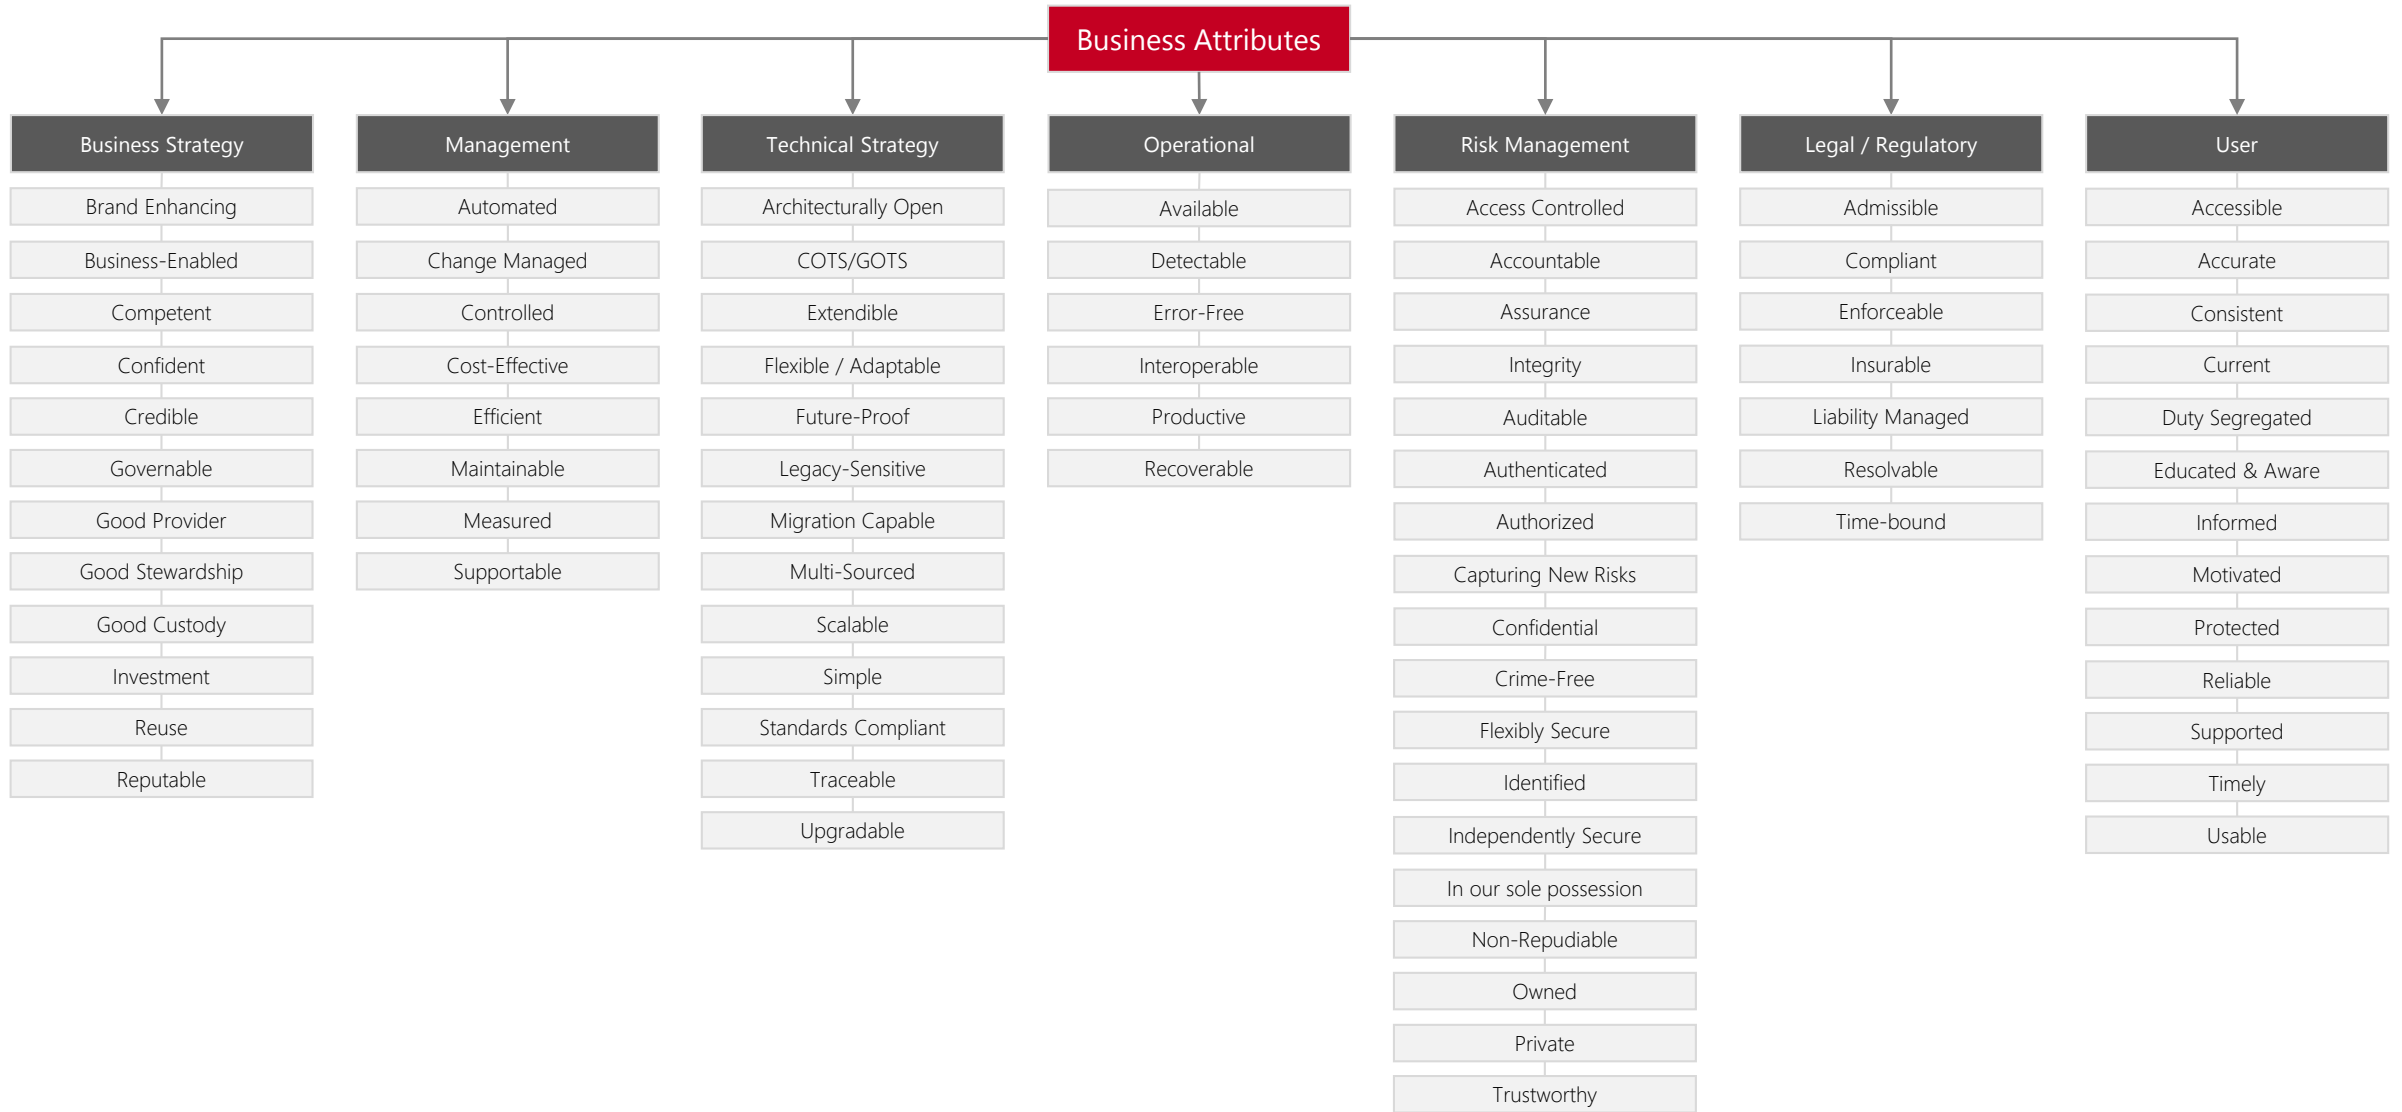 Business Attributes
Business Strategy
Brand Enhancing
Business-Enabled
Competent
Confident
Credible
Governable
Good Provider
Good Stewardship
Good Custody
Investment
Reuse
Reputable
Management
Automated
Change Managed
Controlled
Cost-Effective
Efficient
Maintainable
Measured
Supportable
Technical Strategy
Architecturally Open
COTS/GOTS
Extendible
Flexible / Adaptable
Future-Proof
Legacy-Sensitive
Migration Capable
Multi-Sourced
Scalable
Simple
Standards Compliant
Traceable
Upgradable
Operational
Available
Detectable
Error-Free
Interoperable
Productive
Recoverable
Risk Management
Access Controlled
Accountable
Assurance
Integrity
Auditable
Authenticated
Authorized
Capturing New Risks
Confidential
Crime-Free
Flexibly Secure
Identified
Independently Secure
In our sole possession
Non-Repudiable
Owned
Private
Trustworthy
Legal / Regulatory
Admissible
Compliant
Enforceable
Insurable
Liability Managed
Resolvable
Time-bound
User
Accessible
Accurate
Consistent
Current
Duty Segregated
Educated & Aware
Informed
Motivated
Protected
Reliable
Supported
Timely
Usable